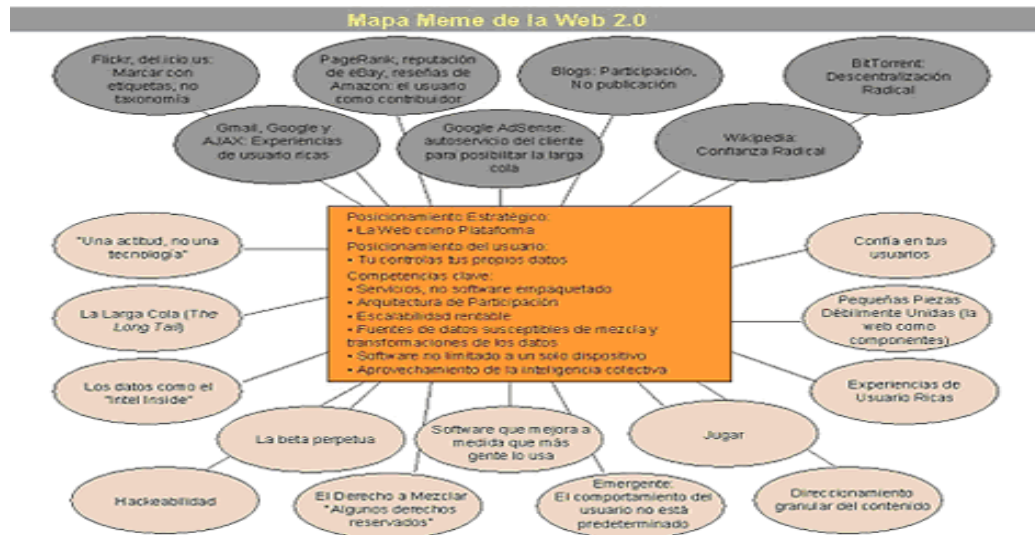 Mapa Meme de la Web 2.0
Flickr, del.icio.us:
Marcar con
etiquetas, no
taxonomía
PageRank, reputación
de eBay, reseñas de
Amazon: el usuario
como contribuidor
Blogs: Participación,
No publicación
BitTorrent:
Descentralización
Radical
Gmail, Google y
AJAX: Experiencias
de usuario ricas
Google AdSense:
autoservicio del cliente
para posibilitar la larga
cola
Wikipedia:
Confianza Radical
Posicionamiento Estratégico:
• La Web como Plataforma
Posicionamiento del usuario:
• Tu controlas tus propios datos
Competencias clave:
• Servicios, no software empaquetado
• Arquitectura de Participación
• Escalabilidad rentable
• Fuentes de datos susceptibles de mezcla y
transformaciones de los datos
• Software no limitado a un solo dispositivo
• Aprovechamiento de la inteligencia colectiva
"Una actitud, no una
tecnología"
Confía en tus
usuarios
La Larga Cola (The
Long Tail)
Pequeñas Piezas
Débilmente Unidas (la
web como
componentes)
Los datos como el
"Intel Inside"
Experiencias de
Usuario Ricas
La beta perpetua
Software que mejora a
medida que más
gente lo usa
Jugar
Hackeabilidad
El Derecho a Mezclar
"Algunos derechos
reservados"
Emergente:
El comportamiento del
usuario no está
predeterminado
Direccionamiento
granular del contenido